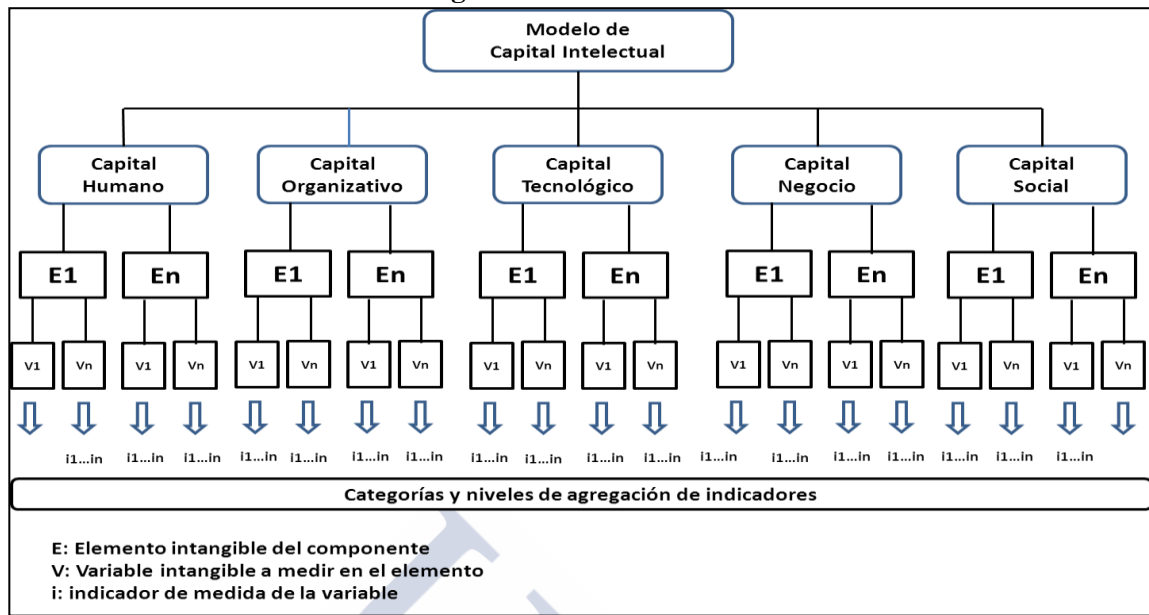 Modelo de
Capital Intelectual
Capital
Humano
Capital
Organizativo
Capital
Tecnológico
Capital
Negocio
Capital
Social
E1 En E1 En E1 En E1 En E1 En
V1 Vn V1 Vn V1 Vn V1 Vn V1 Vn V1 Vn V1 Vn V1 Vn V1 Vn V1 Vn
i1...in i1...in i1...in i1...in i1...in i1...in i1...in i1...in i1...in i1...in i1...in i1...in i1...in i1...in i1...in i1...in i1...in i1...in
Categorías y niveles de agregación de indicadores
E: Elemento intangible del componente
V: Variable intangible a medir en el elemento
i: indicador de medida de la variable